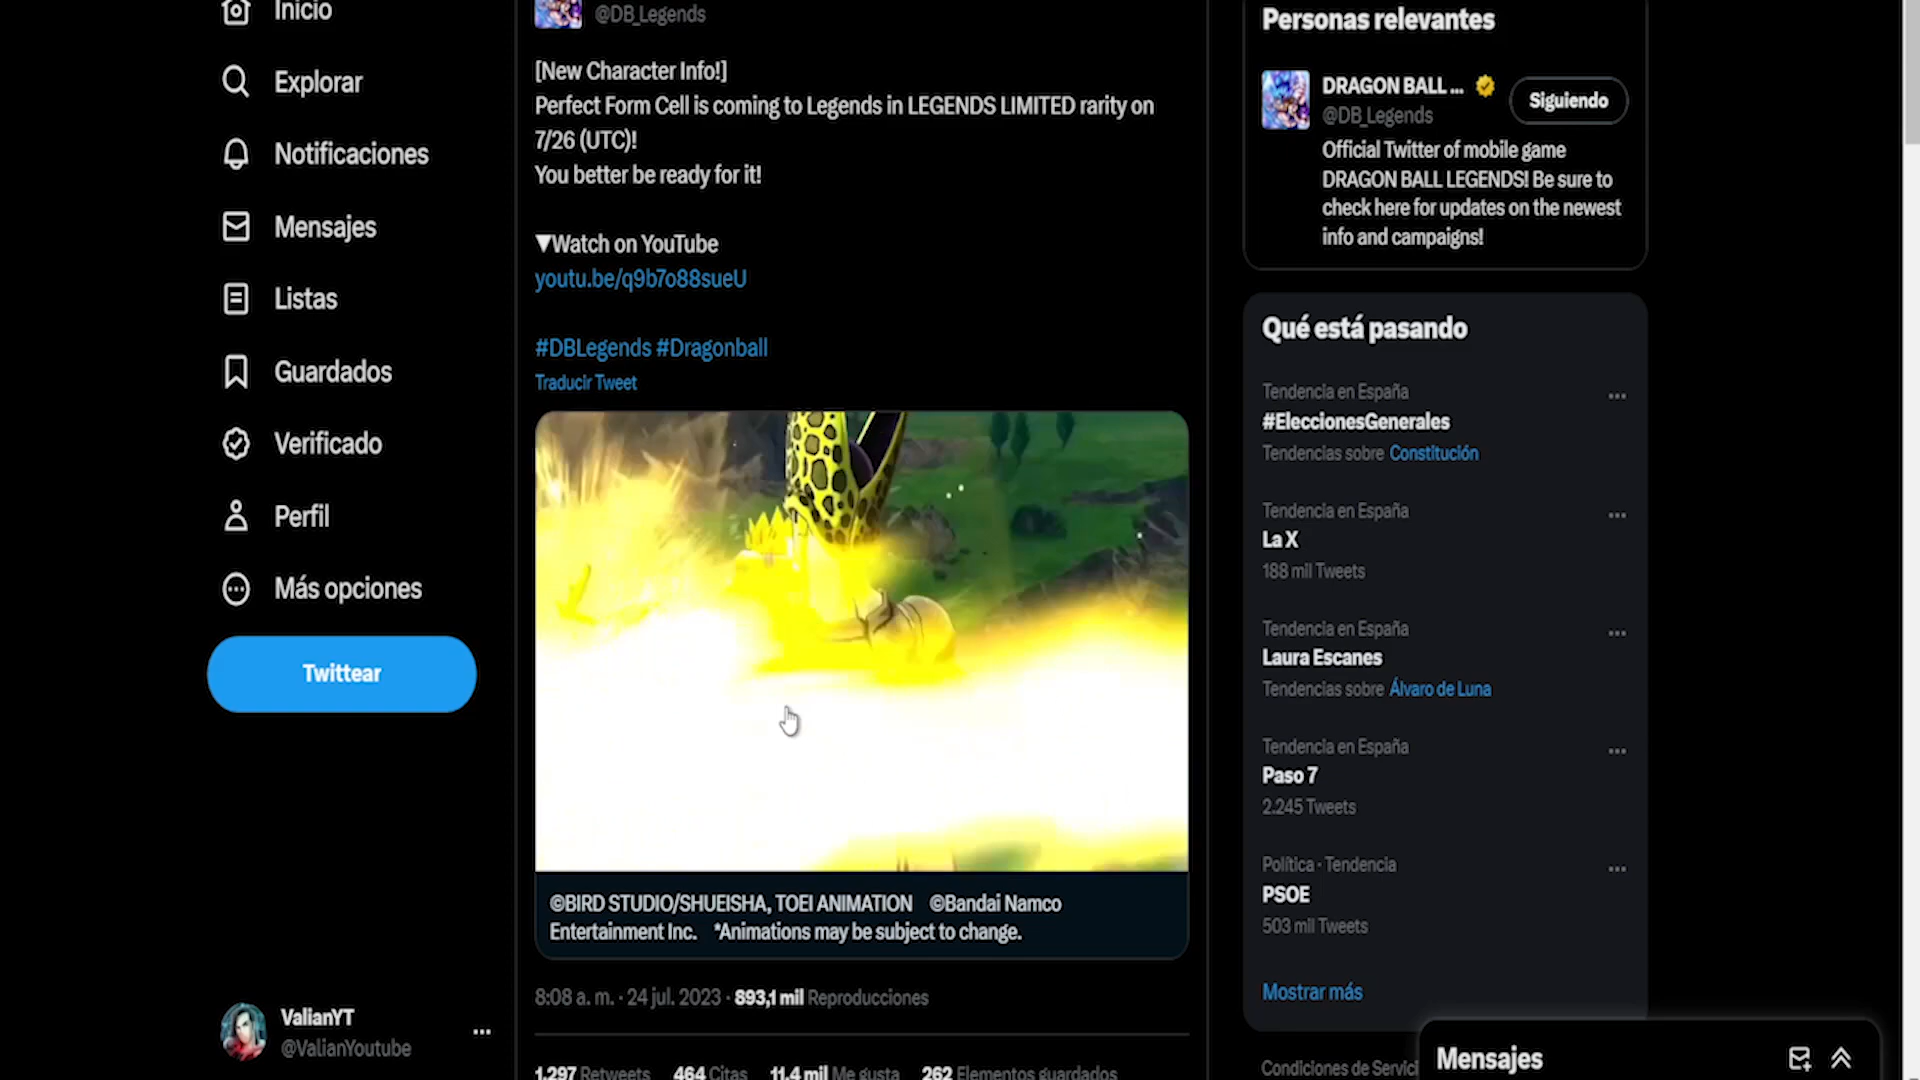 Inicio
Explorar
Notificaciones
Mensajes
Listas
Guardados
Verificado
Perfil
Más opciones
Twittear
ValianYT
@ValianYoutube
@DB_Legends
[New Character Info!]
Perfect Form Cell is coming to Legends in LEGENDS LIMITED rarity on
7/26 (UTC)!
You better be ready for it!
▼Watch on YouTube
youtu.be/q9b7o88sueU
#DBLegends #Dragonball
Traducir Tweet
©BIRD STUDIO/SHUEISHA, TOEI ANIMATION ©Bandai Namco
Entertainment Inc. *Animations may be subject to change.
8:08 a. m. · 24 jul. 2023 · 893,1 mil Reproducciones
1.297 Retweets 464 Citas 11,4 mil Me gusta 262 Elementos guardados
Personas relevantes
DRAGON BALL ...
@DB_Legends
Siguiendo
Official Twitter of mobile game
DRAGON BALL LEGENDS! Be sure to
check here for updates on the newest
info and campaigns!
Qué está pasando
Tendencia en España
#EleccionesGenerales
Tendencias sobre Constitución
Tendencia en España
La X
188 mil Tweets
Tendencia en España
Laura Escanes
Tendencias sobre Álvaro de Luna
Tendencia en España
Paso 7
2.245 Tweets
Política · Tendencia
PSOE
503 mil Tweets
Mostrar más
Condiciones de Servici
Mensajes